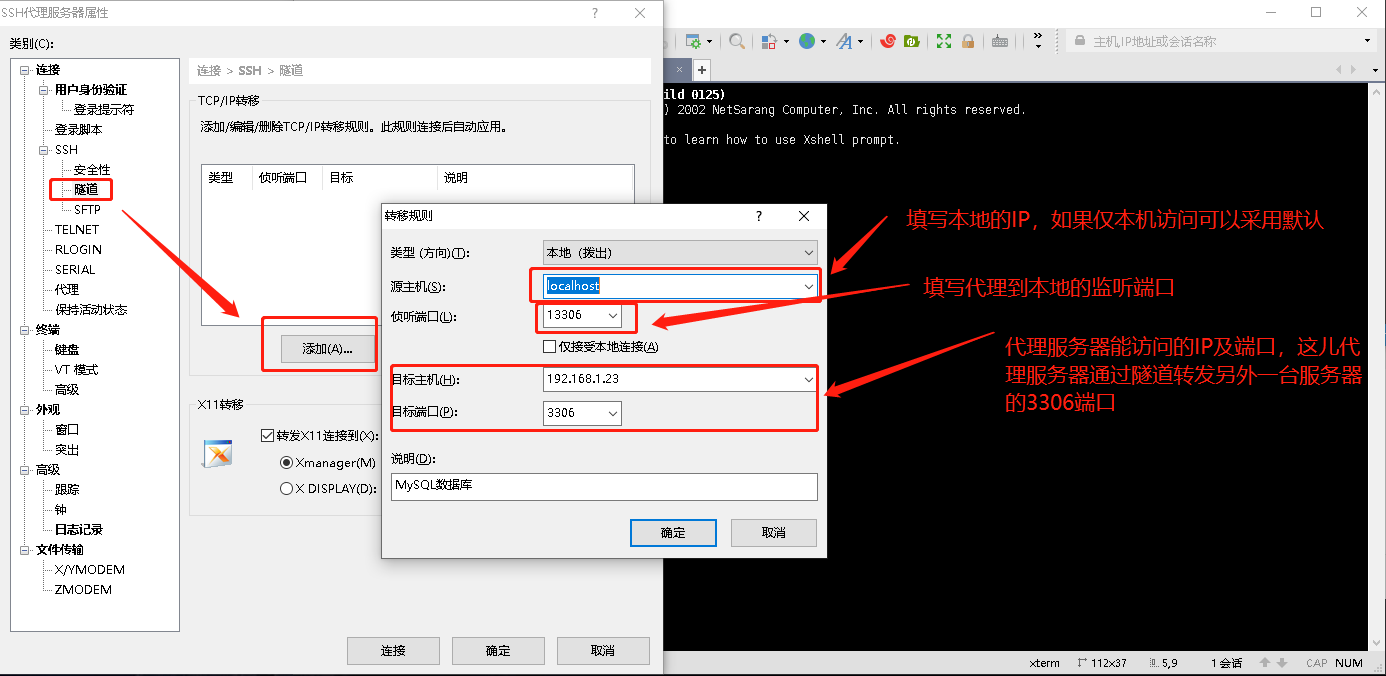 SSH代理服务器属性
类别(C):
连接
用户身份验证
登录提示符
登录脚本
SSH
安全性
隧道
SFTP
TELNET
RLOGIN
SERIAL
代理
保持活动状态
终端
键盘
VT 模式
高级
外观
窗口
突出
高级
跟踪
钟
日志记录
文件传输
X/YMODEM
ZMODEM
连接 > SSH > 隧道
TCP/IP转移
添加/编辑/删除TCP/IP转移规则。此规则连接后自动应用。
类型 侦听端口 目标 说明
添加(A)...
X11转移
转发X11连接到(X):
Xmanager(M)
X DISPLAY(D):
连接 确定 取消
转移规则
类型 (方向)(T): 本地（拨出）
源主机(S): localhost
侦听端口(L): 13306
仅接受本地连接(A)
目标主机(H): 192.168.1.23
目标端口(P): 3306
说明(D):
MySQL数据库
确定 取消
主机,IP地址或会话名称
ild 0125)
) 2002 NetSarang Computer, Inc. All rights reserved.
to learn how to use Xshell prompt.
填写本地的IP，如果仅本机访问可以采用默认
填写代理到本地的监听端口
代理服务器能访问的IP及端口，这儿代
理服务器通过隧道转发另外一台服务器
的3306端口
xterm 112x37 5,9 1 会话 CAP NUM